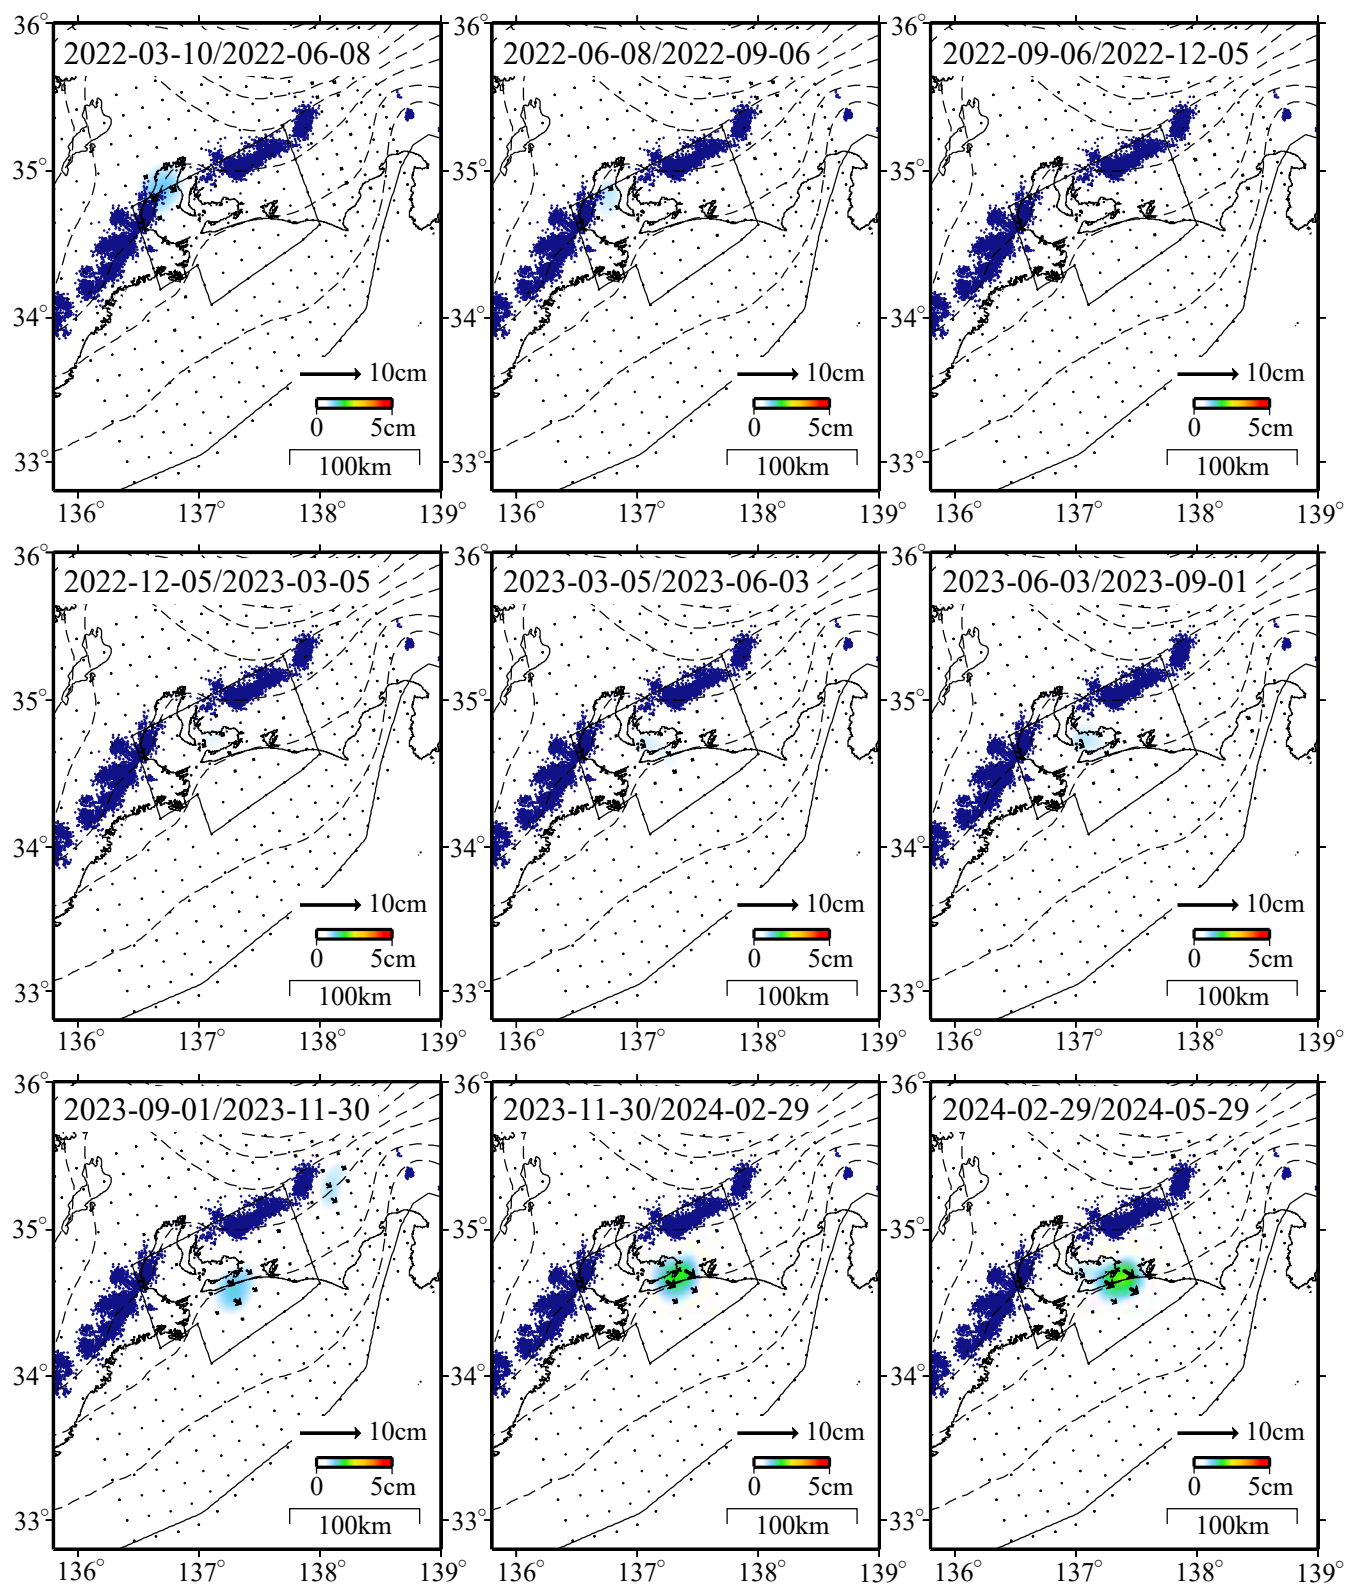 36° 36° 36°
2022-03-10/2022-06-08 2022-06-08/2022-09-06 2022-09-06/2022-12-05
35° 35° 35°
34° 34° 34°
10cm 10cm 10cm
0 5cm 0 5cm 0 5cm
33° 33° 33°
100km 100km 100km
136° 137° 138° 139° 136° 137° 138° 139° 136° 137° 138° 139°
36° 36° 36°
2022-12-05/2023-03-05 2023-03-05/2023-06-03 2023-06-03/2023-09-01
35° 35° 35°
34° 34° 34°
10cm 10cm 10cm
0 5cm 0 5cm 0 5cm
33° 33° 33°
100km 100km 100km
136° 137° 138° 139° 136° 137° 138° 139° 136° 137° 138° 139°
36° 36° 36°
2023-09-01/2023-11-30 2023-11-30/2024-02-29 2024-02-29/2024-05-29
35° 35° 35°
34° 34° 34°
10cm 10cm 10cm
0 5cm 0 5cm 0 5cm
33° 33° 33°
100km 100km 100km
136° 137° 138° 139° 136° 137° 138° 139° 136° 137° 138° 139°